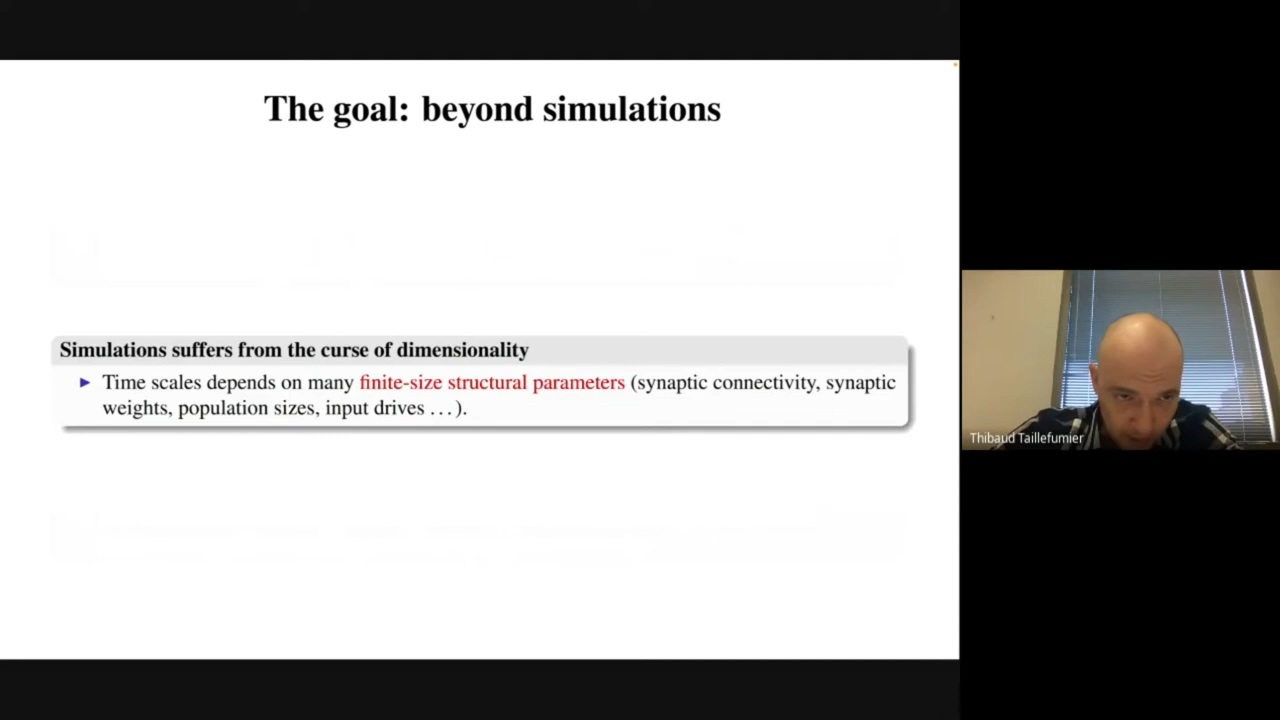 The goal: beyond simulations
Simulations suffers from the curse of dimensionality
► Time scales depends on many finite-size structural parameters (synaptic connectivity, synaptic
weights, population sizes, input drives . . . ).
Thibaud Taillefumier